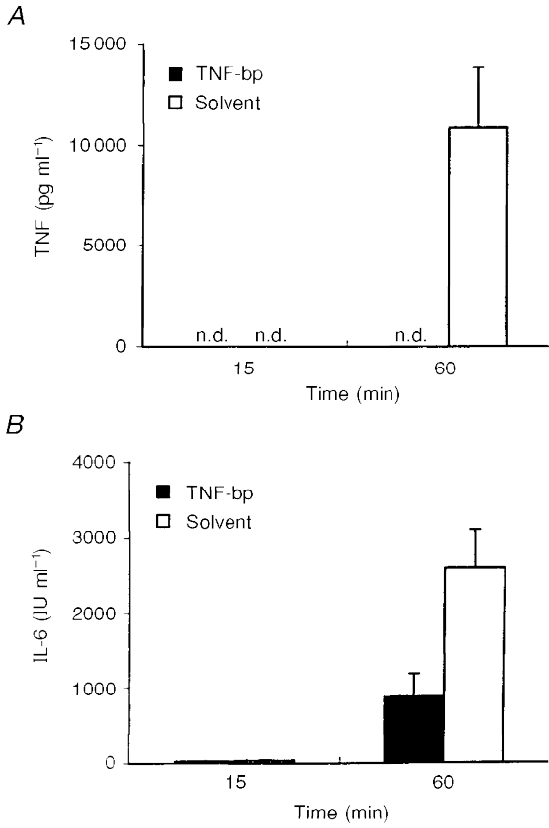 A
15 000
TNF-bp
Solvent
10 000
TNF (pg ml⁻¹)
5000
n.d. n.d. n.d.
0
15 60
Time (min)
B
4000
TNF-bp
Solvent
3000
IL-6 (IU ml⁻¹)
2000
1000
0
15 60
Time (min)